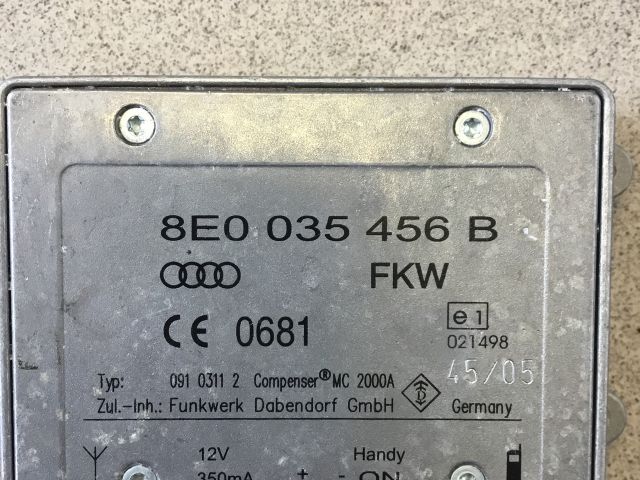 8E0 035 456 B
FKW
CE 0681
e1
021498
45/05
Typ: 091 0311 2 Compenser® MC 2000A
Zul.-Inh.: Funkwerk Dabendorf GmbH Germany
12V Handy
350mA + - ON